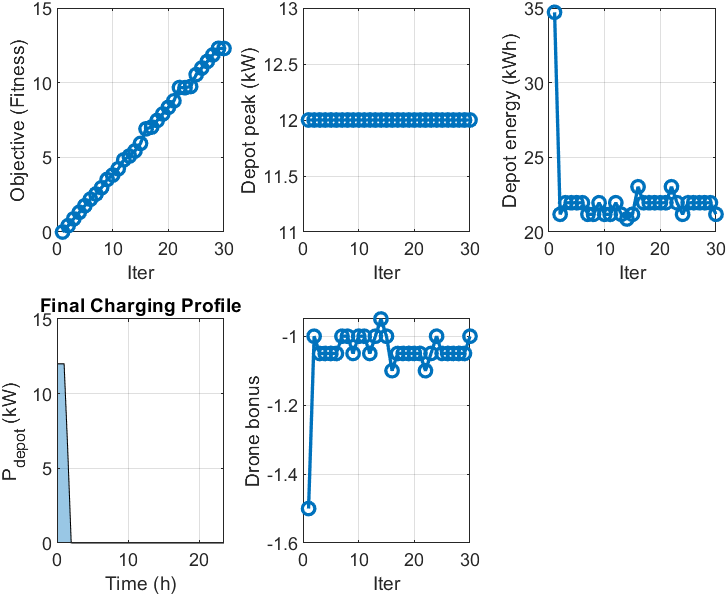 15
10
5
0
0 10 20 30
Iter
Objective (Fitness)
13
12.5
12
11.5
11
0 10 20 30
Iter
Depot peak (kW)
35
30
25
20
0 10 20 30
Iter
Depot energy (kWh)
Final Charging Profile
15
10
5
0
0 10 20
Time (h)
P_depot (kW)
-1
-1.2
-1.4
-1.6
0 10 20 30
Iter
Drone bonus